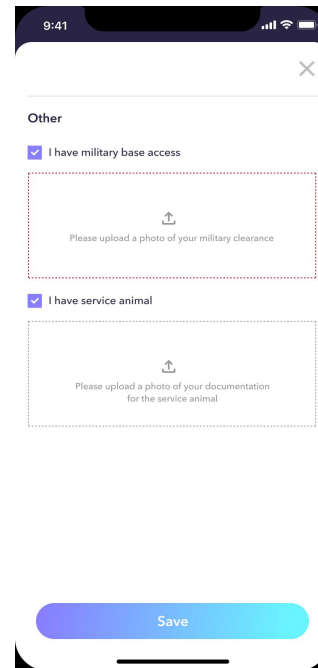 9:41
Other
I have military base access
Please upload a photo of your military clearance
I have service animal
Please upload a photo of your documentation
for the service animal
Save